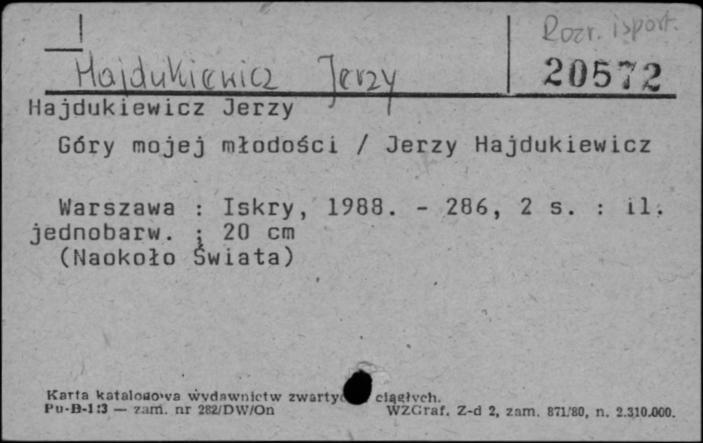 Rozr. i sport.
Hajdukiewicz Jerzy
20572
Hajdukiewicz Jerzy
Góry mojej młodości / Jerzy Hajdukiewicz
Warszawa : Iskry, 1988. - 286, 2 s. : il.
jednobarw. ; 20 cm
(Naokoło Świata)
Karta katalogowa wydawnictw zwarty ciągłych.
Pu-B-113 — zam. nr 282/DW/On WZGraf. Z-d 2, zam. 871/80, n. 2.310.000.